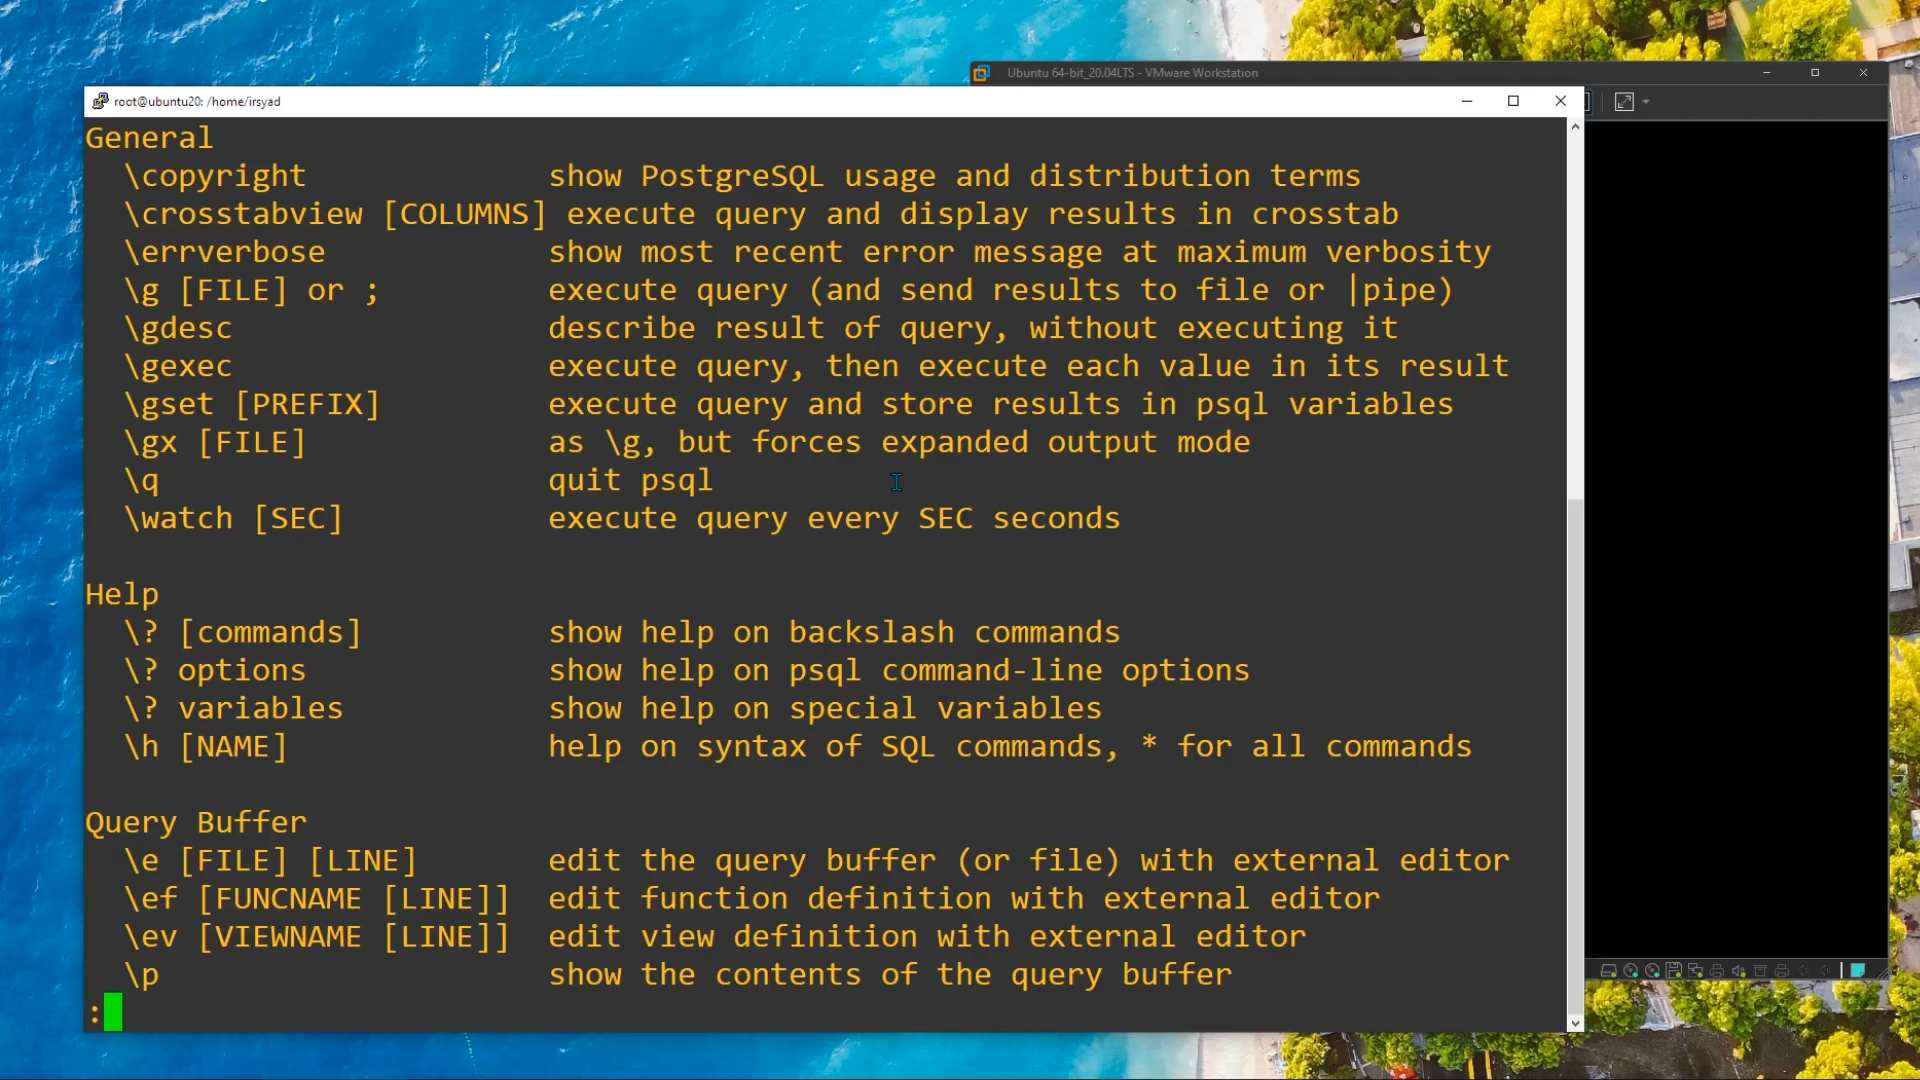 Ubuntu 64-bit_20.04LTS - VMware Workstation
root@ubuntu20: /home/irsyad
General
\copyright show PostgreSQL usage and distribution terms
\crosstabview [COLUMNS] execute query and display results in crosstab
\errverbose show most recent error message at maximum verbosity
\g [FILE] or ; execute query (and send results to file or |pipe)
\gdesc describe result of query, without executing it
\gexec execute query, then execute each value in its result
\gset [PREFIX] execute query and store results in psql variables
\gx [FILE] as \g, but forces expanded output mode
\q quit psql
\watch [SEC] execute query every SEC seconds
Help
\? [commands] show help on backslash commands
\? options show help on psql command-line options
\? variables show help on special variables
\h [NAME] help on syntax of SQL commands, * for all commands
Query Buffer
\e [FILE] [LINE] edit the query buffer (or file) with external editor
\ef [FUNCNAME [LINE]] edit function definition with external editor
\ev [VIEWNAME [LINE]] edit view definition with external editor
\p show the contents of the query buffer
: